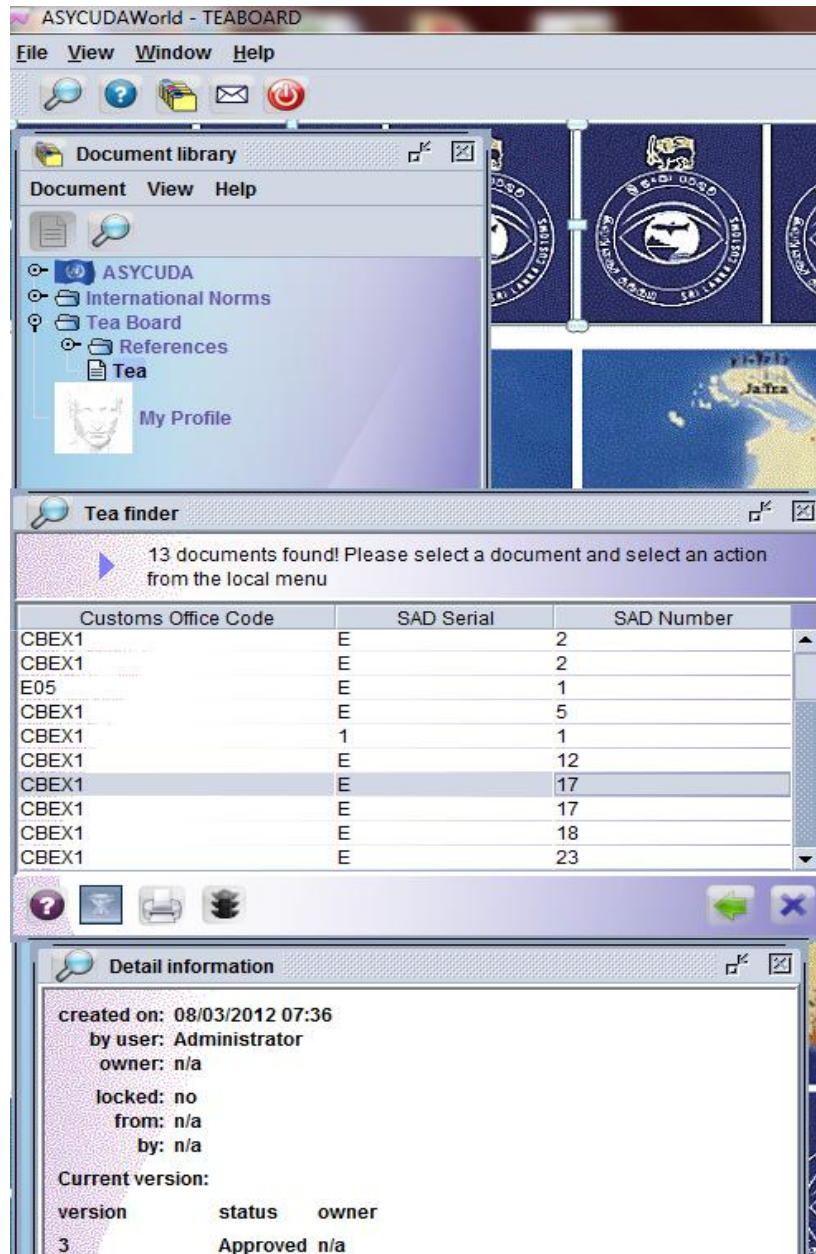 ASYCUDAWorld - TEABOARD
File View Window Help
Document library
Document View Help
ASYCUDA
International Norms
Tea Board
References
Tea
My Profile
SRI LANKA CUSTOMS
Jaffna
Tea finder
13 documents found! Please select a document and select an action
from the local menu
Customs Office Code SAD Serial SAD Number
CBEX1 E 2
CBEX1 E 2
E05 E 1
CBEX1 E 5
CBEX1 1 1
CBEX1 E 12
CBEX1 E 17
CBEX1 E 17
CBEX1 E 18
CBEX1 E 23
Detail information
created on: 08/03/2012 07:36
by user: Administrator
owner: n/a
locked: no
from: n/a
by: n/a
Current version:
version status owner
3 Approved n/a